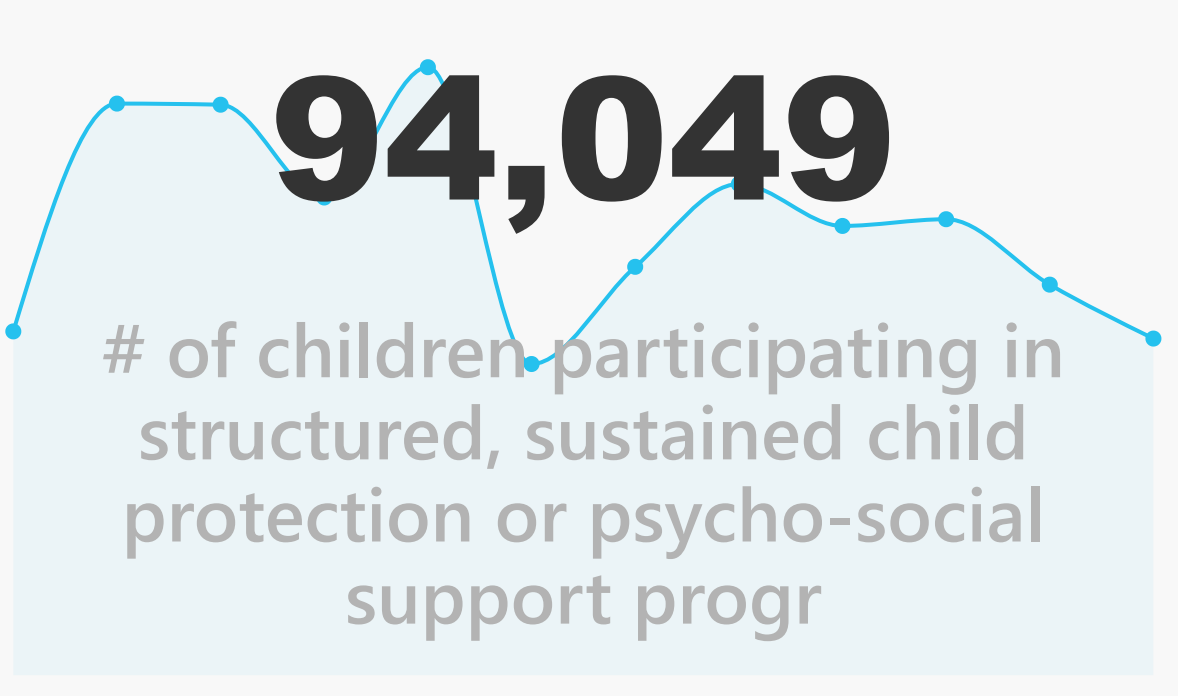 94,049
# of children participating in
structured, sustained child
protection or psycho-social
support progr